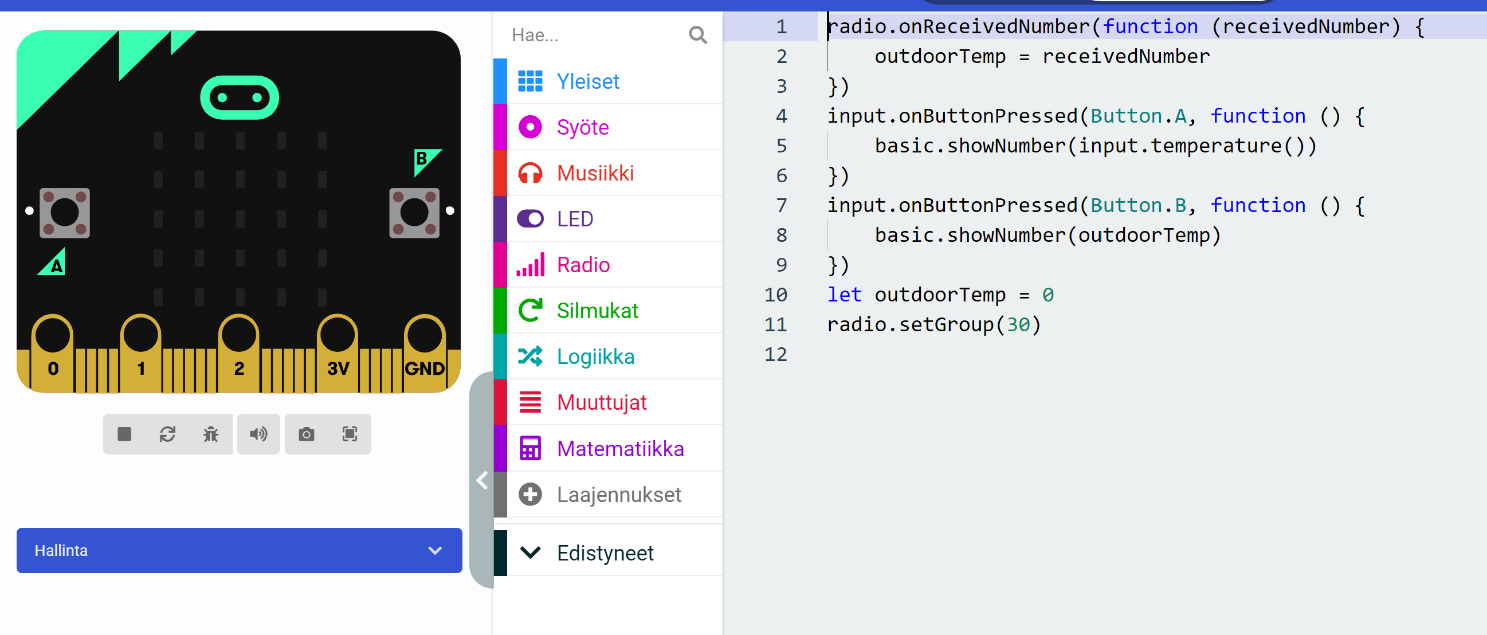 B
A
0 1 2 3V GND
Hallinta
Hae...
Yleiset
Syöte
Musiikki
LED
Radio
Silmukat
Logiikka
Muuttujat
Matematiikka
Laajennukset
Edistyneet
1 radio.onReceivedNumber(function (receivedNumber) {
2     outdoorTemp = receivedNumber
3 })
4 input.onButtonPressed(Button.A, function () {
5     basic.showNumber(input.temperature())
6 })
7 input.onButtonPressed(Button.B, function () {
8     basic.showNumber(outdoorTemp)
9 })
10 let outdoorTemp = 0
11 radio.setGroup(30)
12